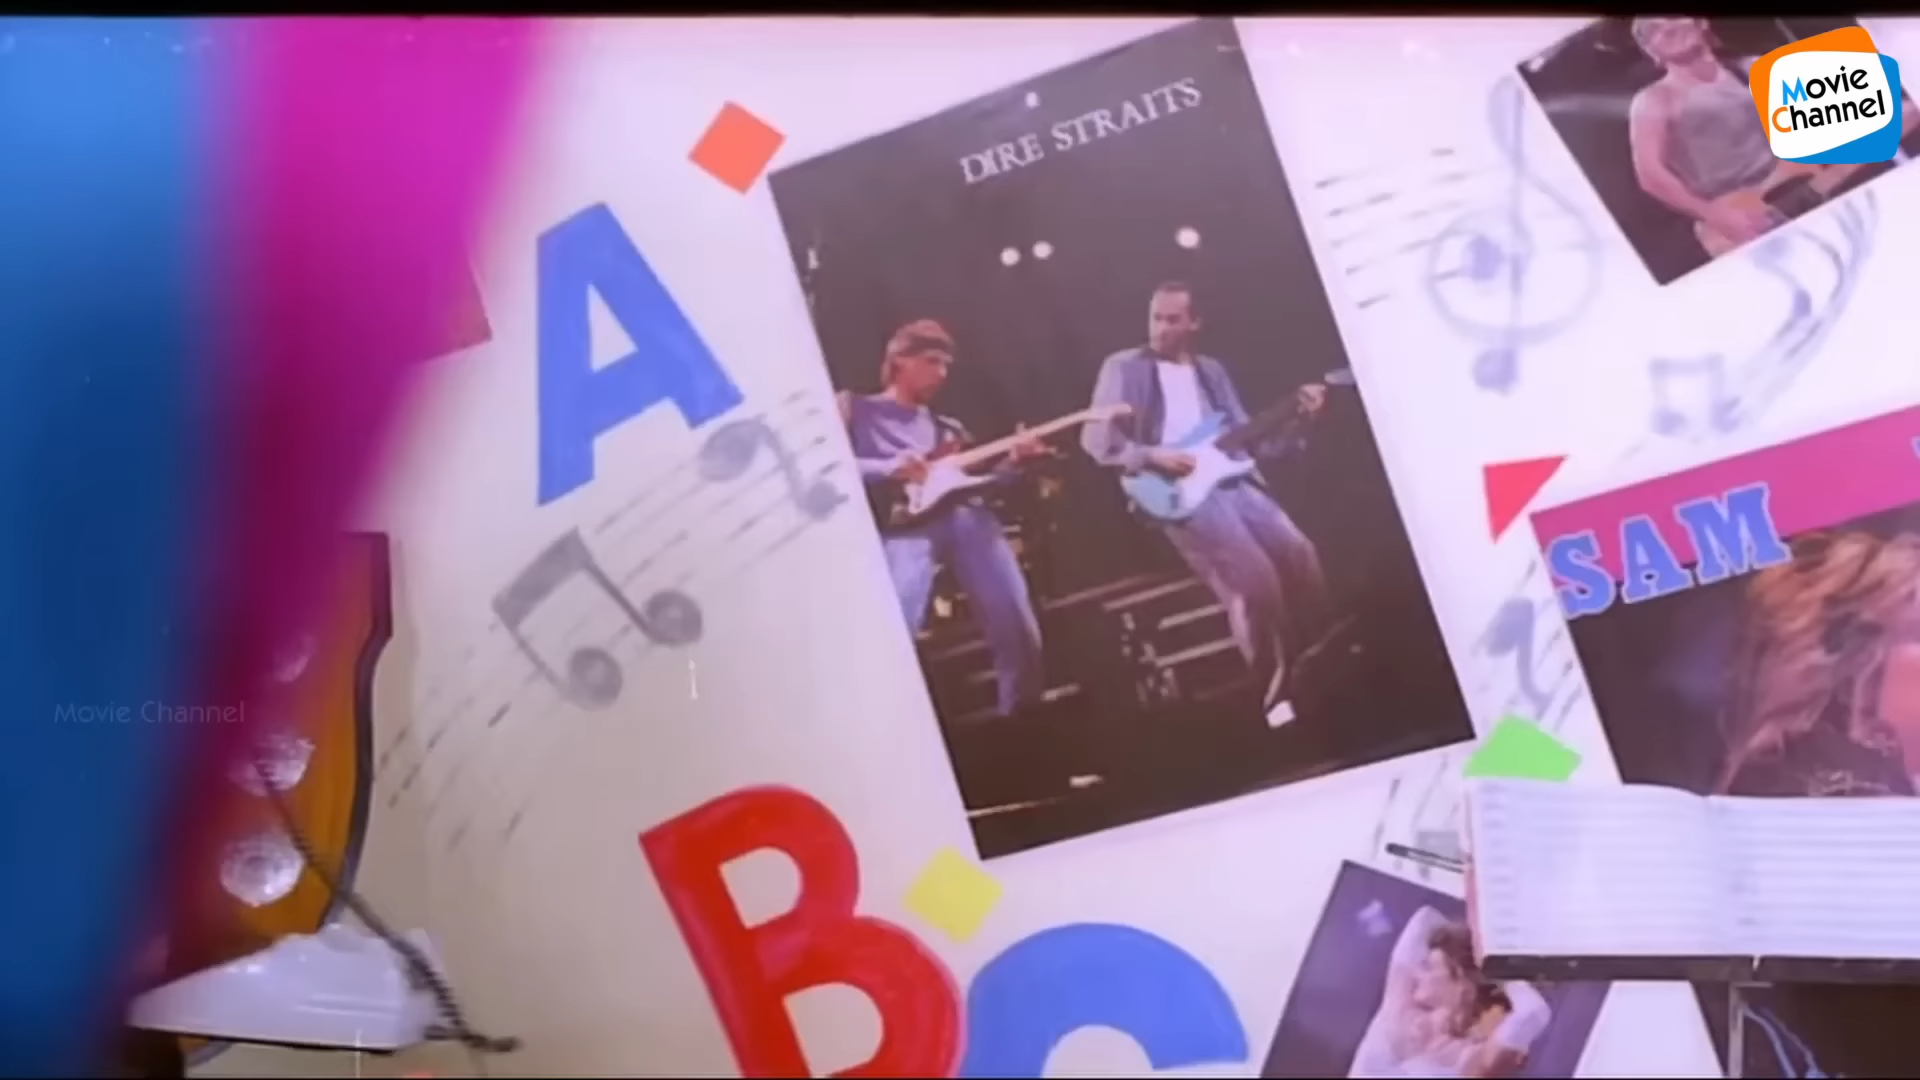 DIRE STRAITS
Movie
Channel
A
SAM
Movie Channel
B
C